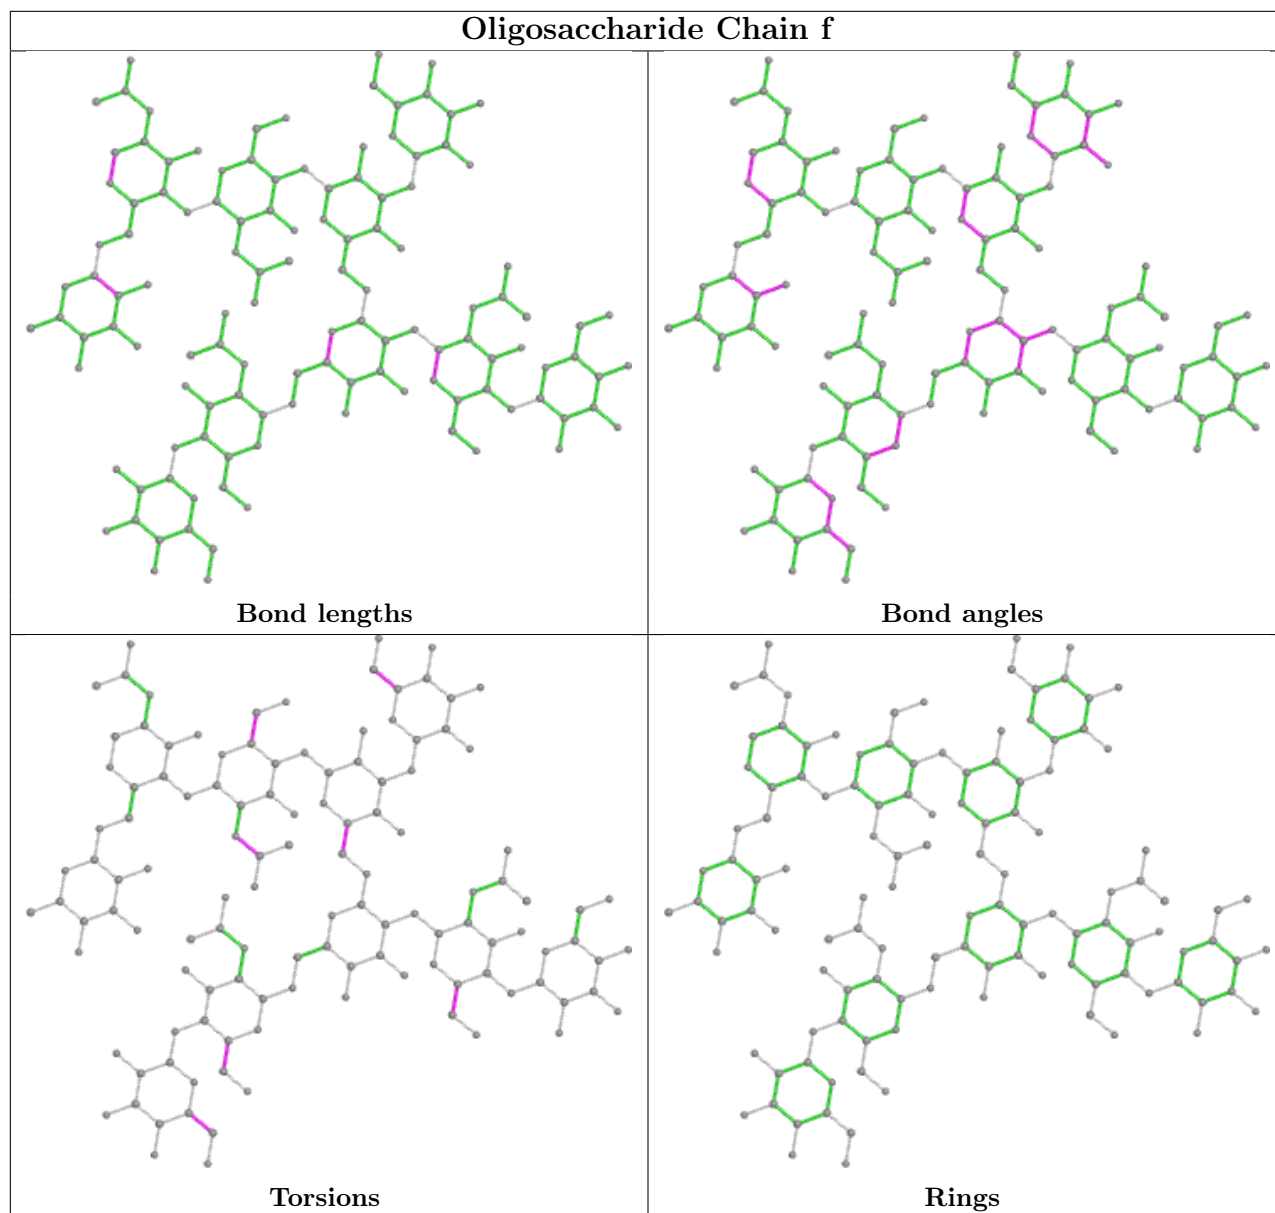 Oligosaccharide Chain f
Bond lengths
Bond angles
Torsions
Rings